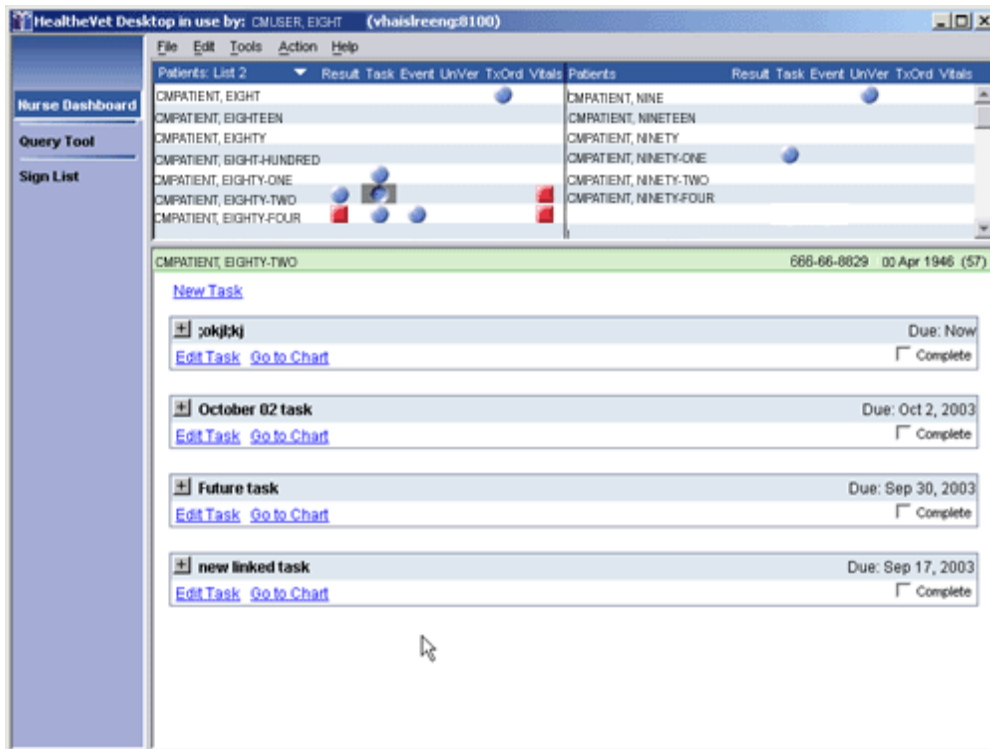 HealtheVet Desktop in use by: CMUSER, EIGHT (vhaislreeng:8100)
File Edit Tools Action Help
Patients: List 2 Result Task Event UnVer TxOrd Vitals Patients Result Task Event UnVer TxOrd Vitals
Nurse Dashboard
Query Tool
Sign List
CMPATIENT, EIGHT
CMPATIENT, EIGHTEEN
CMPATIENT, EIGHTY
CMPATIENT, EIGHT-HUNDRED
CMPATIENT, EIGHTY-ONE
CMPATIENT, EIGHTY-TWO
CMPATIENT, EIGHTY-FOUR
CMPATIENT, NINE
CMPATIENT, NINETEEN
CMPATIENT, NINETY
CMPATIENT, NINETY-ONE
CMPATIENT, NINETY-TWO
CMPATIENT, NINETY-FOUR
CMPATIENT, EIGHTY-TWO 666-66-8829 00 Apr 1946 (57)
New Task
;okjl;kj Due: Now
Edit Task Go to Chart Complete
October 02 task Due: Oct 2, 2003
Edit Task Go to Chart Complete
Future task Due: Sep 30, 2003
Edit Task Go to Chart Complete
new linked task Due: Sep 17, 2003
Edit Task Go to Chart Complete